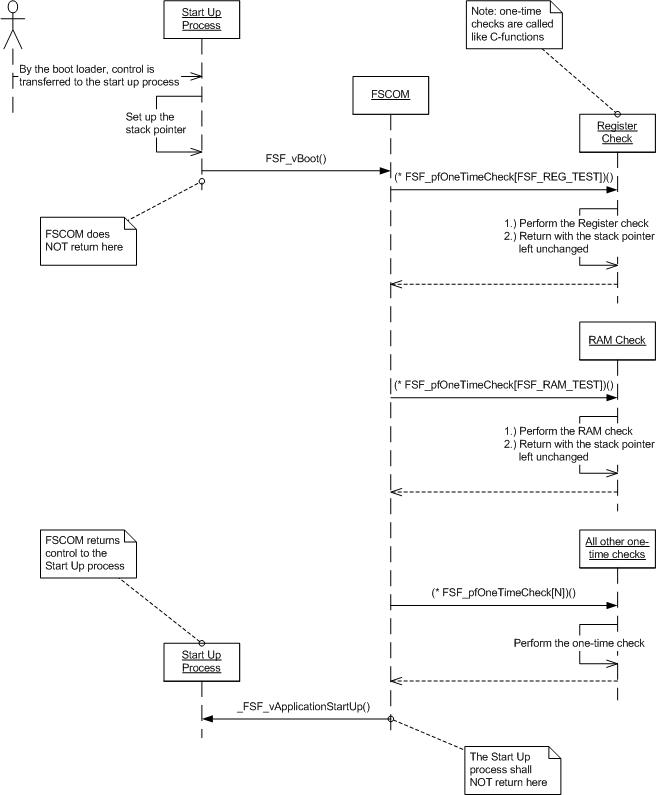 Start Up
Process
Note: one-time
checks are called
like C-functions
By the boot loader, control is
transferred to the start up process
FSCOM
Set up the
stack pointer
Register
Check
FSF_vBoot()
(* FSF_pfOneTimeCheck[FSF_REG_TEST])()
FSCOM does
NOT return here
1.) Perform the Register check
2.) Return with the stack pointer
left unchanged
RAM Check
(* FSF_pfOneTimeCheck[FSF_RAM_TEST])()
1.) Perform the RAM check
2.) Return with the stack pointer
left unchanged
FSCOM returns
control to the
Start Up process
All other one-
time checks
(* FSF_pfOneTimeCheck[N])()
Start Up
Process
Perform the one-time check
_FSF_vApplicationStartUp()
The Start Up
process shall
NOT return here